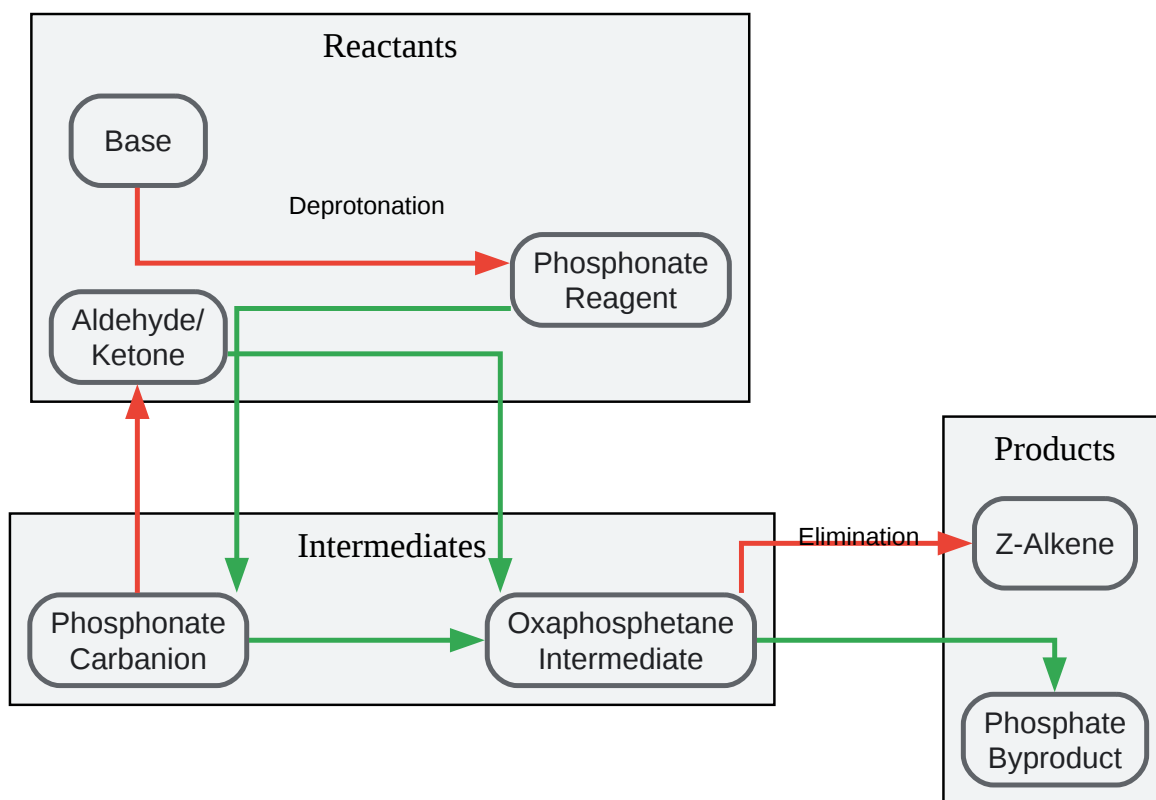 Reactants
Base
Deprotonation
Phosphonate
Reagent
Aldehyde/
Ketone
Products
Intermediates
Elimination
Z-Alkene
Phosphonate
Carbanion
Oxaphosphetane
Intermediate
Phosphate
Byproduct